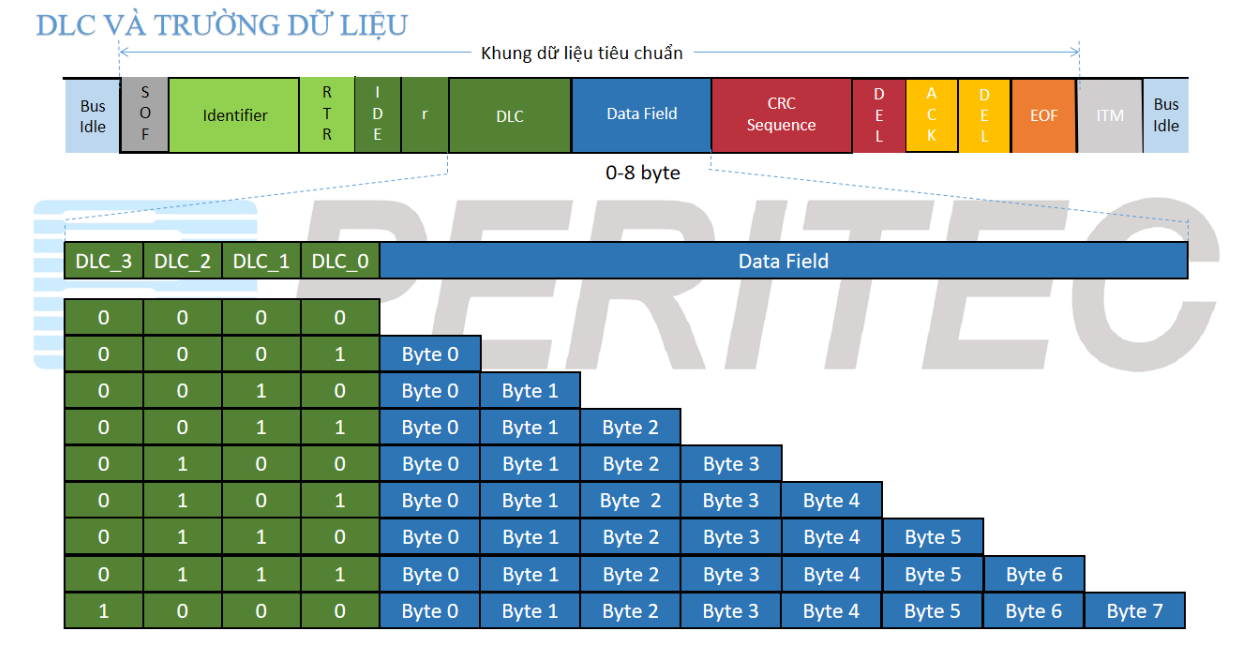 DLC VÀ TRƯỜNG DỮ LIỆU
Khung dữ liệu tiêu chuẩn
Bus Idle SOF Identifier RTR IDE r DLC Data Field CRC Sequence DEL ACK DEL EOF ITM Bus Idle
0-8 byte
PERITEC
DLC_3 DLC_2 DLC_1 DLC_0 Data Field
0 0 0 0
0 0 0 1 Byte 0
0 0 1 0 Byte 0 Byte 1
0 0 1 1 Byte 0 Byte 1 Byte 2
0 1 0 0 Byte 0 Byte 1 Byte 2 Byte 3
0 1 0 1 Byte 0 Byte 1 Byte 2 Byte 3 Byte 4
0 1 1 0 Byte 0 Byte 1 Byte 2 Byte 3 Byte 4 Byte 5
0 1 1 1 Byte 0 Byte 1 Byte 2 Byte 3 Byte 4 Byte 5 Byte 6
1 0 0 0 Byte 0 Byte 1 Byte 2 Byte 3 Byte 4 Byte 5 Byte 6 Byte 7